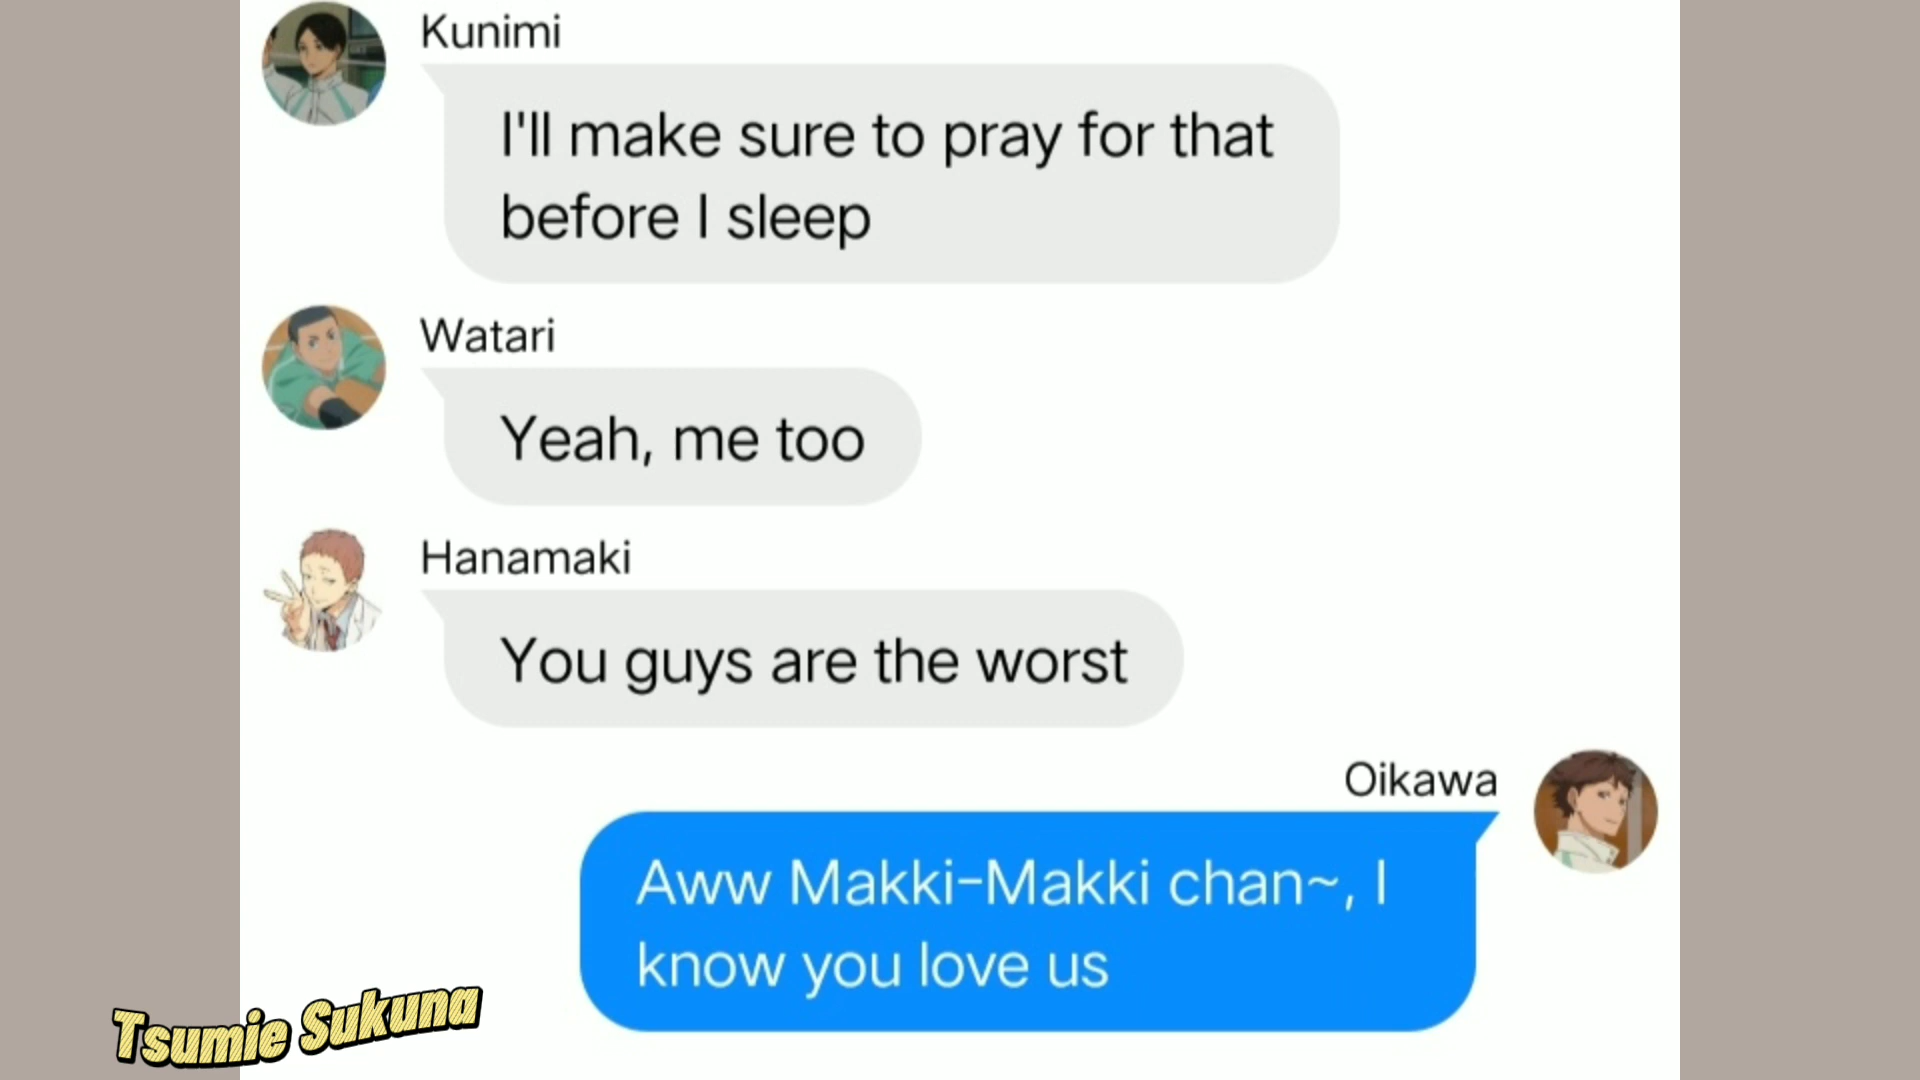 Kunimi
I'll make sure to pray for that
before I sleep
Watari
Yeah, me too
Hanamaki
You guys are the worst
Oikawa
Aww Makki-Makki chan~, I
know you love us
Tsumie Sukuna